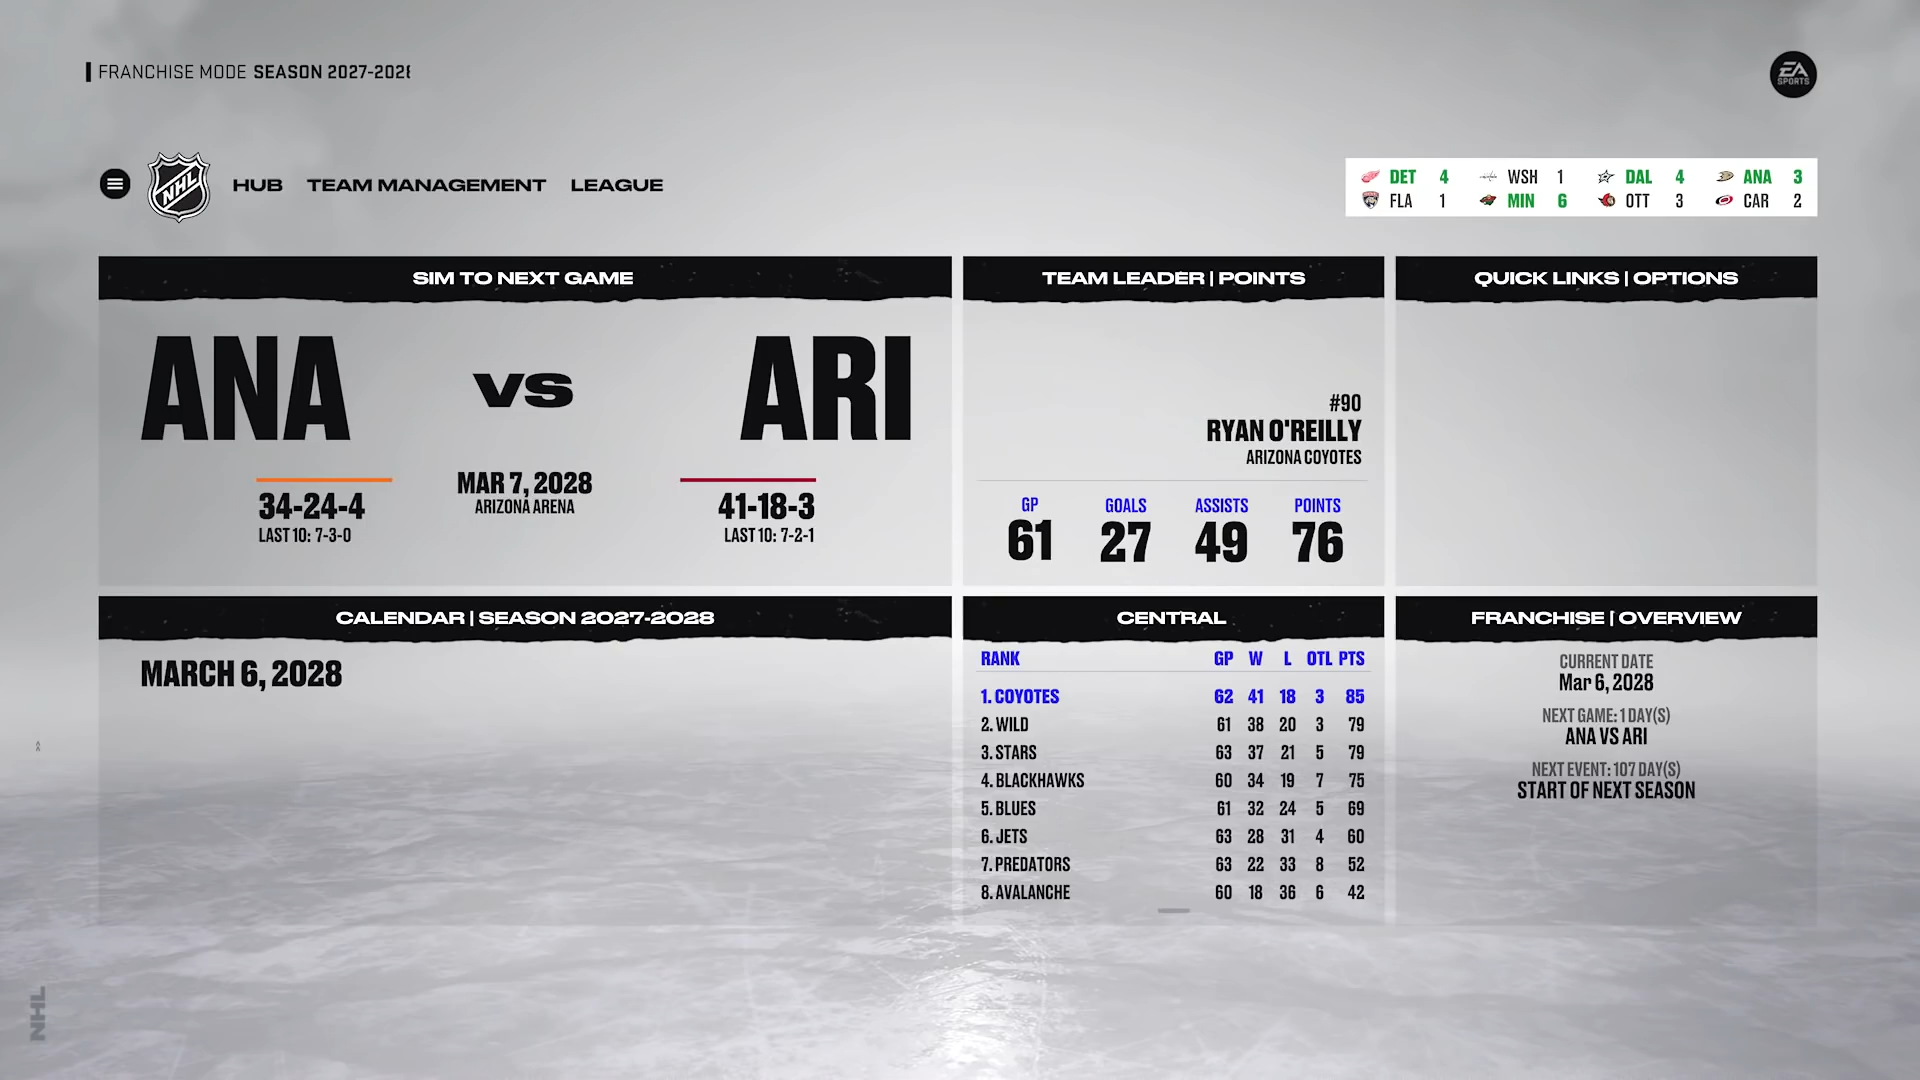 FRANCHISE MODE SEASON 2027-2028
EA SPORTS
NHL HUB TEAM MANAGEMENT LEAGUE
DET 4 WSH 1 DAL 4 ANA 3
FLA 1 MIN 6 OTT 3 CAR 2
SIM TO NEXT GAME
ANA VS ARI
MAR 7, 2028
ARIZONA ARENA
34-24-4
LAST 10: 7-3-0
41-18-3
LAST 10: 7-2-1
TEAM LEADER | POINTS
#90
RYAN O'REILLY
ARIZONA COYOTES
GP GOALS ASSISTS POINTS
61 27 49 76
QUICK LINKS | OPTIONS
CALENDAR | SEASON 2027-2028
MARCH 6, 2028
CENTRAL
RANK GP W L OTL PTS
1. COYOTES 62 41 18 3 85
2. WILD 61 38 20 3 79
3. STARS 63 37 21 5 79
4. BLACKHAWKS 60 34 19 7 75
5. BLUES 61 32 24 5 69
6. JETS 63 28 31 4 60
7. PREDATORS 63 22 33 8 52
8. AVALANCHE 60 18 36 6 42
FRANCHISE | OVERVIEW
CURRENT DATE
Mar 6, 2028
NEXT GAME: 1 DAY(S)
ANA VS ARI
NEXT EVENT: 107 DAY(S)
START OF NEXT SEASON
NHL